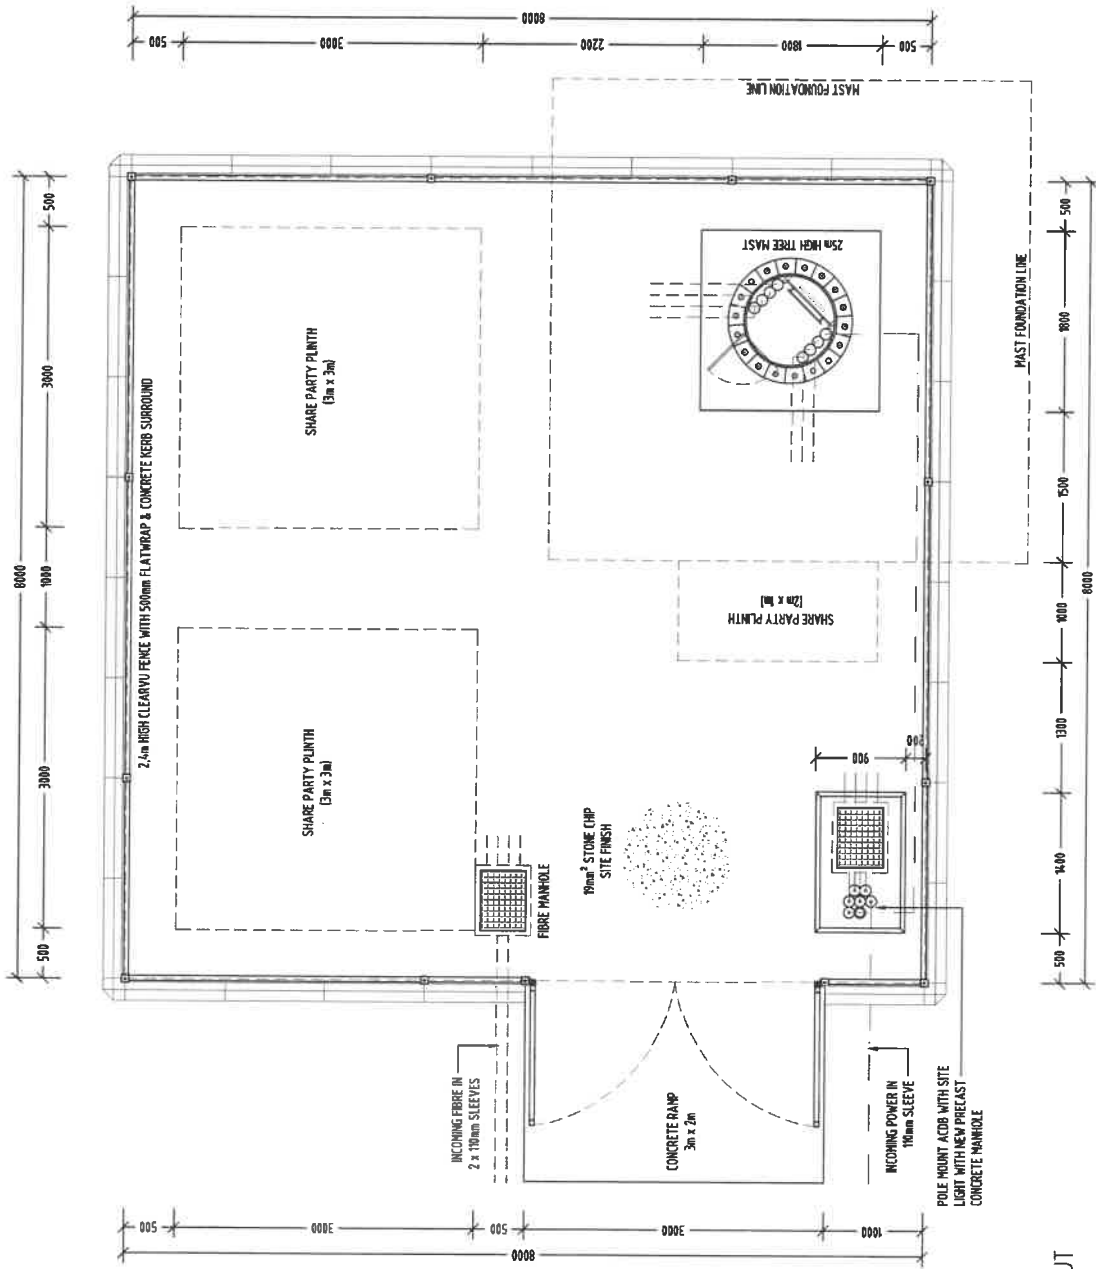 8000
500
3000
2200
1800
500
MAST FOUNDATION LINE
8000
500
3000
1000
3000
500
2,4m HIGH CLEARVU FENCE WITH 500mm FLATWRAP & CONCRETE KERB SURROUND
SHARE PARTY PLINTH
(3m x 3m)
25m HIGH TREE MAST
MAST FOUNDATION LINE
SHARE PARTY PLINTH
(2m x 1m)
SHARE PARTY PLINTH
(3m x 3m)
500
1800
1500
1000
1300
1400
500
8000
900
200
19mm² STONE CHIP
SITE FINISH
FIBRE MANHOLE
INCOMING FIBRE IN
2 x 110mm SLEEVES
CONCRETE RAMP
3m x 2m
INCOMING POWER IN
110mm SLEEVE
POLE MOUNT ACDB WITH SITE
LIGHT WITH NEW PRECAST
CONCRETE MANHOLE
500
3000
500
3000
1000
8000
UT